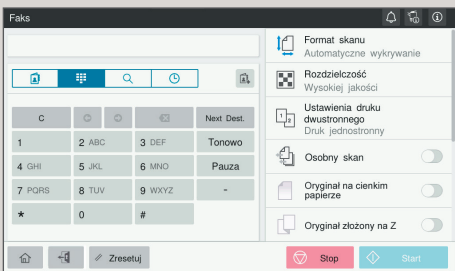 Faks
Format skanu
Automatyczne wykrywanie
Rozdzielczość
Wysokiej jakości
Ustawienia druku
dwustronnego
Druk jednostronny
Osobny skan
Oryginał na cienkim
papierze
Oryginał złożony na Z
C
Next Dest.
1
2 ABC
3 DEF
Tonowo
4 GHI
5 JKL
6 MNO
Pauza
7 PQRS
8 TUV
9 WXYZ
-
*
0
#
Zresetuj
Stop
Start